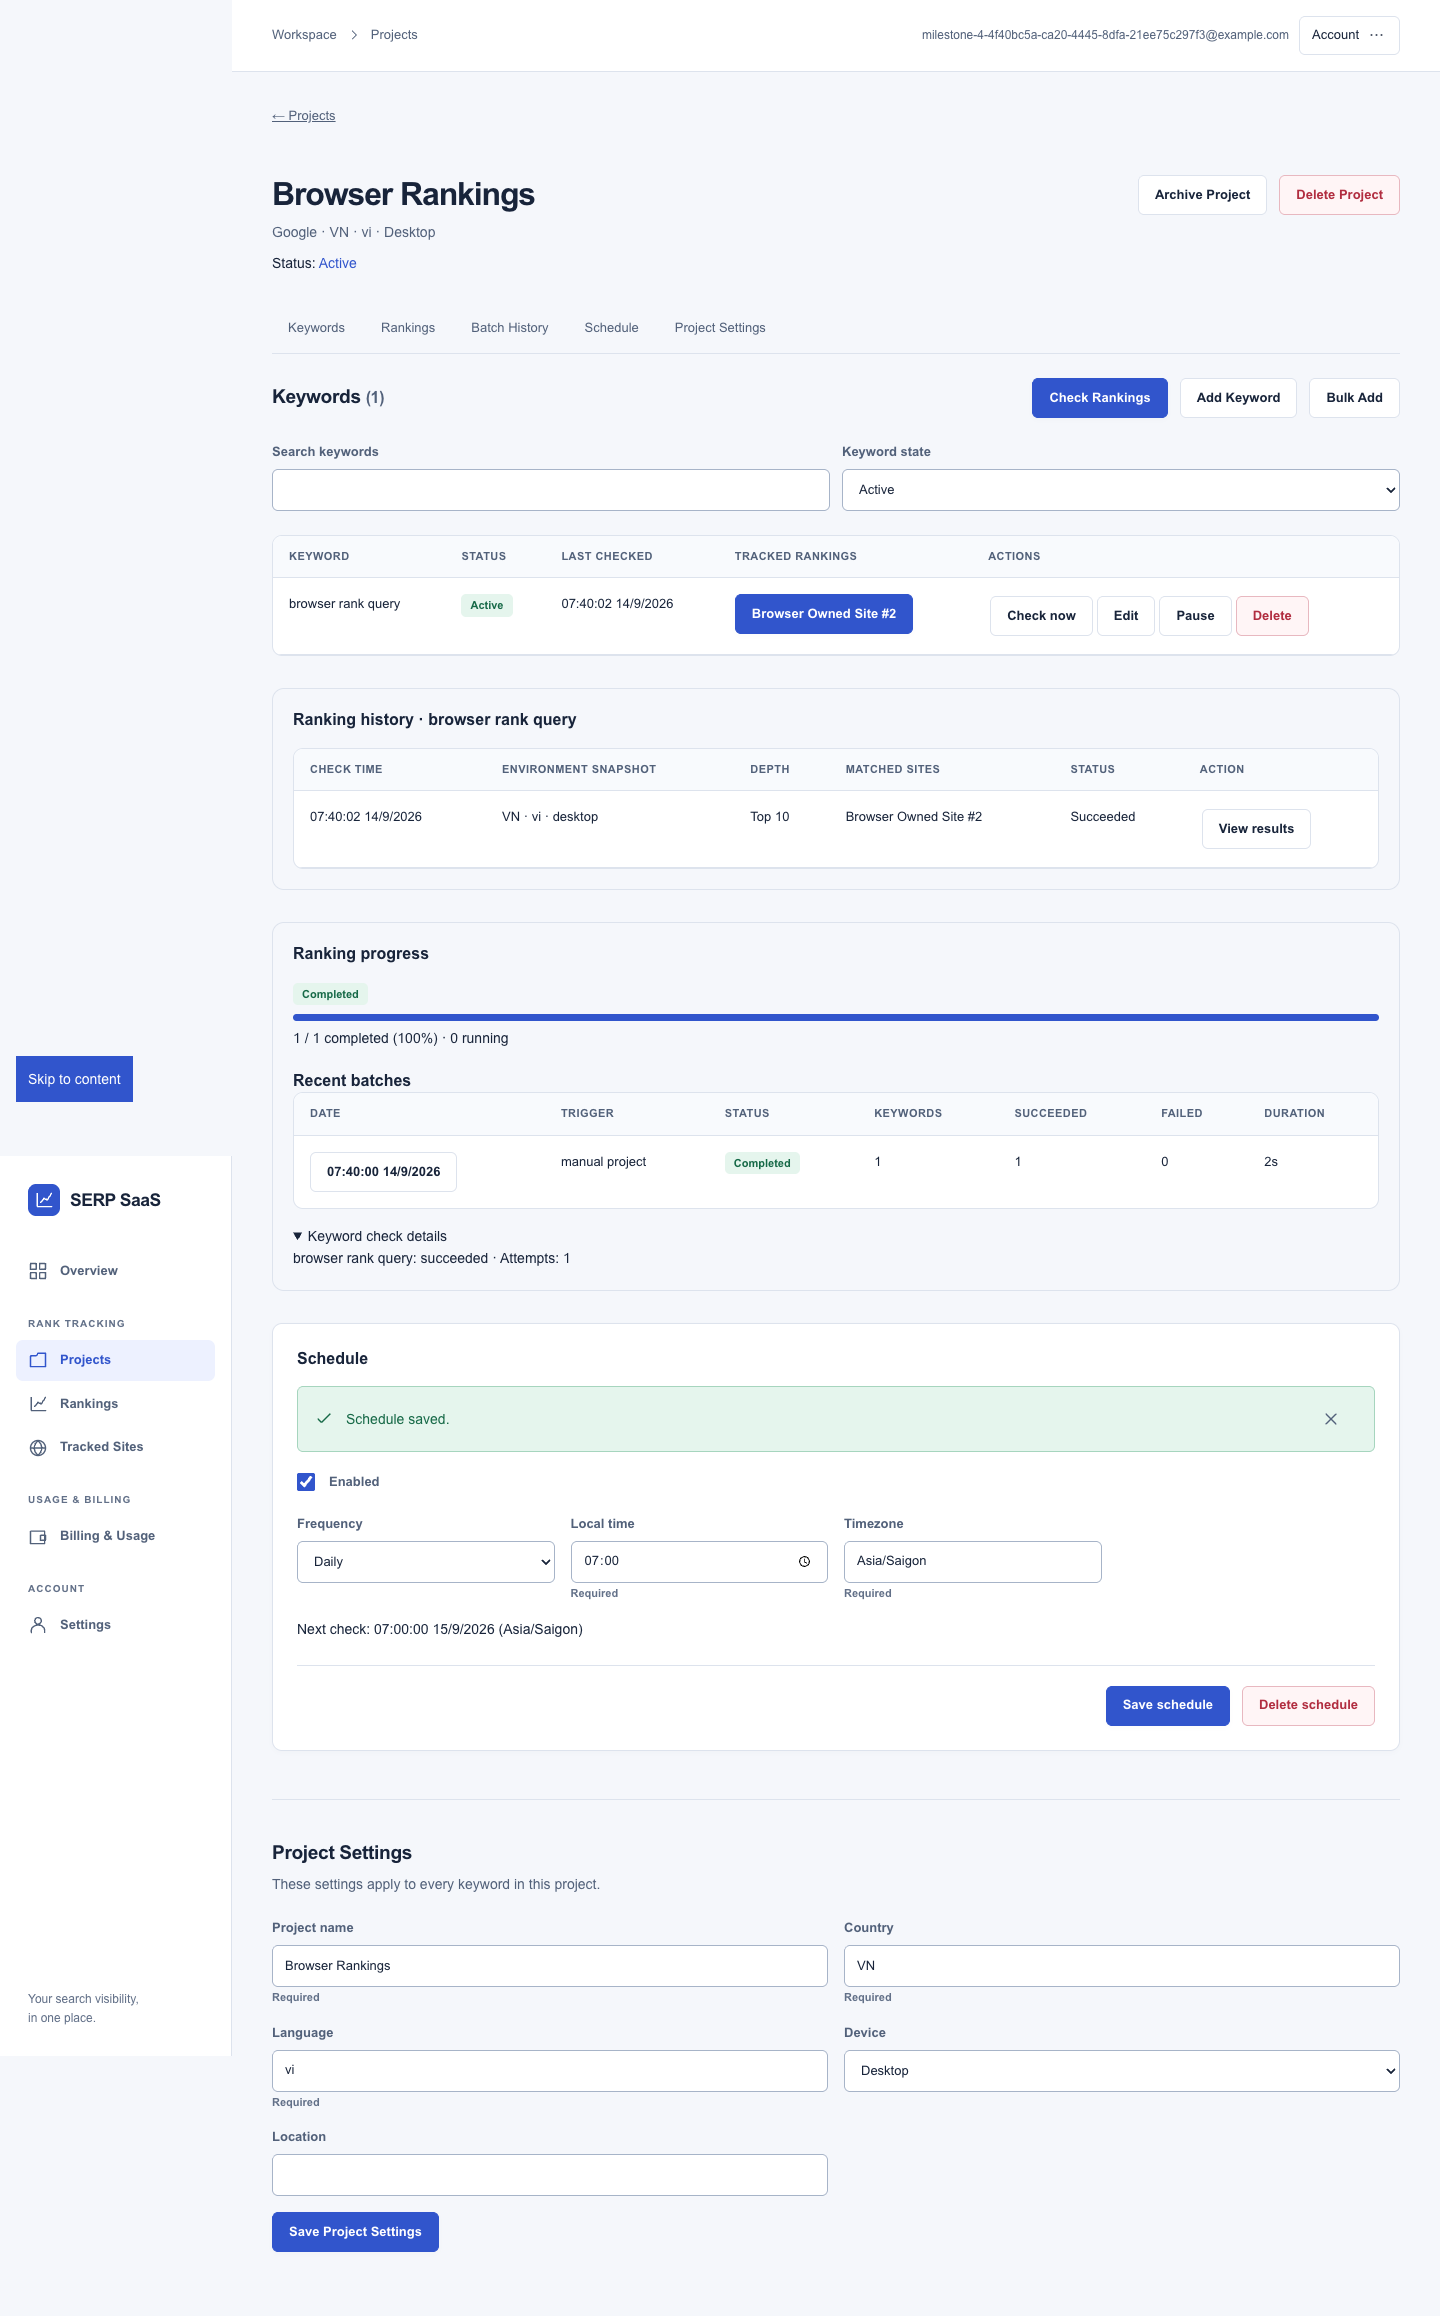 Workspace Projects
milestone-4-4f40bc5a-ca20-4445-8dfa-21ee75c297f3@example.com
Account ···
← Projects
Browser Rankings
Archive Project
Delete Project
Google · VN · vi · Desktop
Status: Active
Keywords Rankings Batch History Schedule Project Settings
Keywords (1)
Check Rankings
Add Keyword
Bulk Add
Search keywords
Keyword state
Active
KEYWORD STATUS LAST CHECKED TRACKED RANKINGS ACTIONS
browser rank query Active 07:40:02 14/9/2026 Browser Owned Site #2 Check now Edit Pause Delete
Ranking history · browser rank query
CHECK TIME ENVIRONMENT SNAPSHOT DEPTH MATCHED SITES STATUS ACTION
07:40:02 14/9/2026 VN · vi · desktop Top 10 Browser Owned Site #2 Succeeded View results
Ranking progress
Completed
1 / 1 completed (100%) · 0 running
Recent batches
DATE TRIGGER STATUS KEYWORDS SUCCEEDED FAILED DURATION
07:40:00 14/9/2026 manual project Completed 1 1 0 2s
▼ Keyword check details
browser rank query: succeeded · Attempts: 1
Skip to content
SERP SaaS
Overview
RANK TRACKING
Projects
Rankings
Tracked Sites
USAGE & BILLING
Billing & Usage
ACCOUNT
Settings
Your search visibility,
in one place.
Schedule
Schedule saved.
Enabled
Frequency Local time Timezone
Daily 07:00 Asia/Saigon
Required Required
Next check: 07:00:00 15/9/2026 (Asia/Saigon)
Save schedule
Delete schedule
Project Settings
These settings apply to every keyword in this project.
Project name Country
Browser Rankings VN
Required Required
Language Device
vi Desktop
Required
Location
Save Project Settings